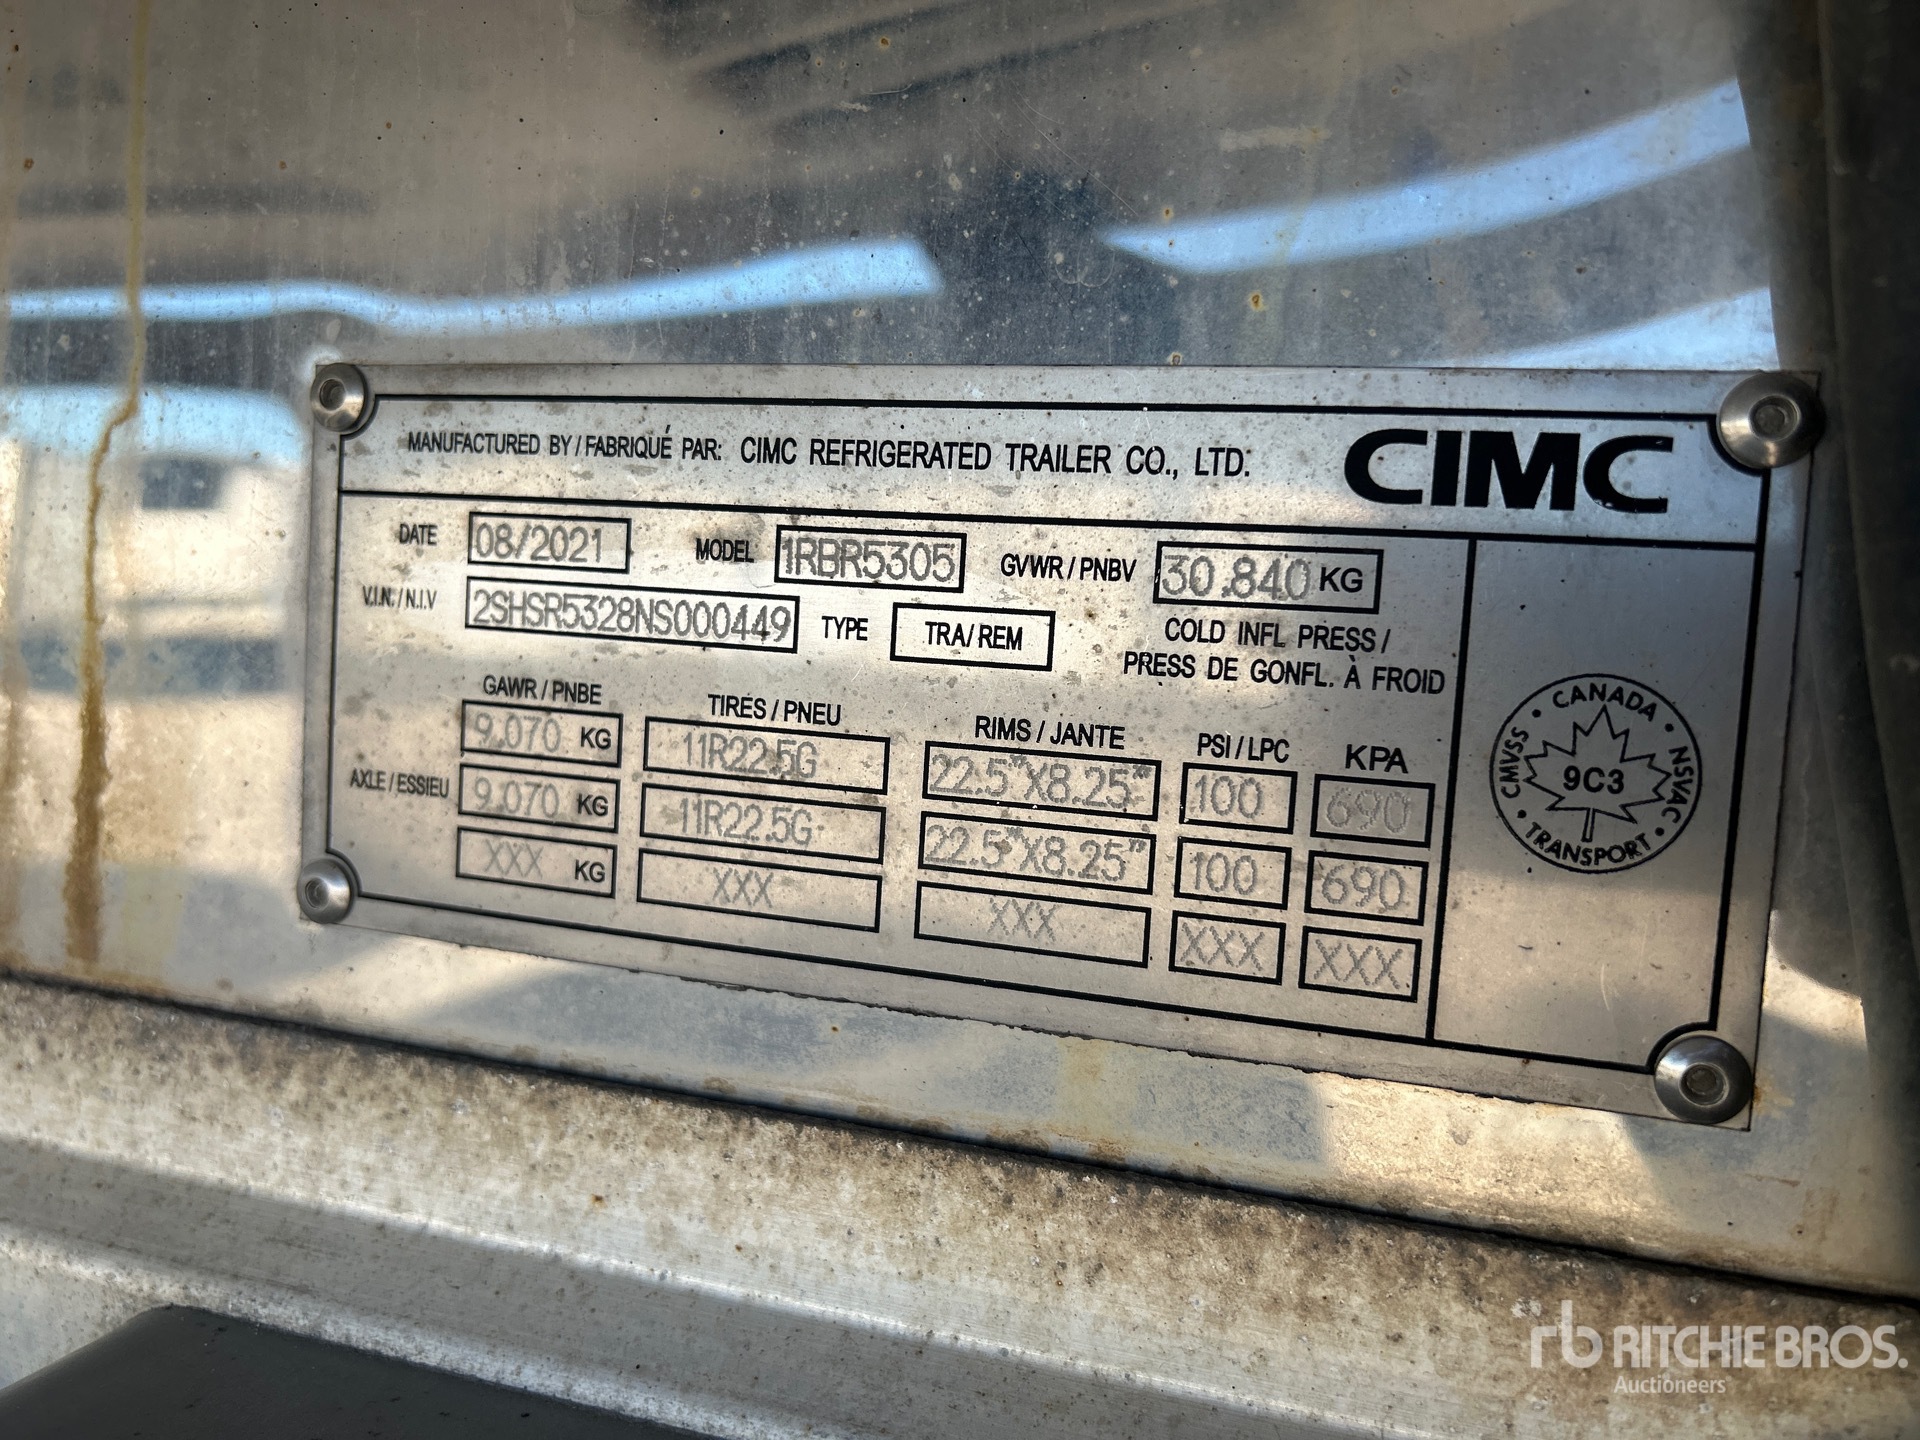 MANUFACTURED BY / FABRIQUÉ PAR: CIMC REFRIGERATED TRAILER CO., LTD. CIMC
DATE 08/2021 MODEL 1RBR5305 GVWR / PNBV 30.840 KG
V.I.N. / N.I.V 2SHSR5328NS000449 TYPE TRA/REM COLD INFL PRESS /
PRESS DE GONFL. À FROID
GAWR / PNBE TIRES / PNEU RIMS / JANTE PSI / LPC KPA
9.070 KG 11R22.5G 22.5"X8.25" 100 690
AXLE / ESSIEU 9.070 KG 11R22.5G 22.5"X8.25" 100 690
XXX KG XXX XXX XXX XXX
CANADA
CMVSS • NSVAC
9C3
TRANSPORT
rb RITCHIE BROS.
Auctioneers